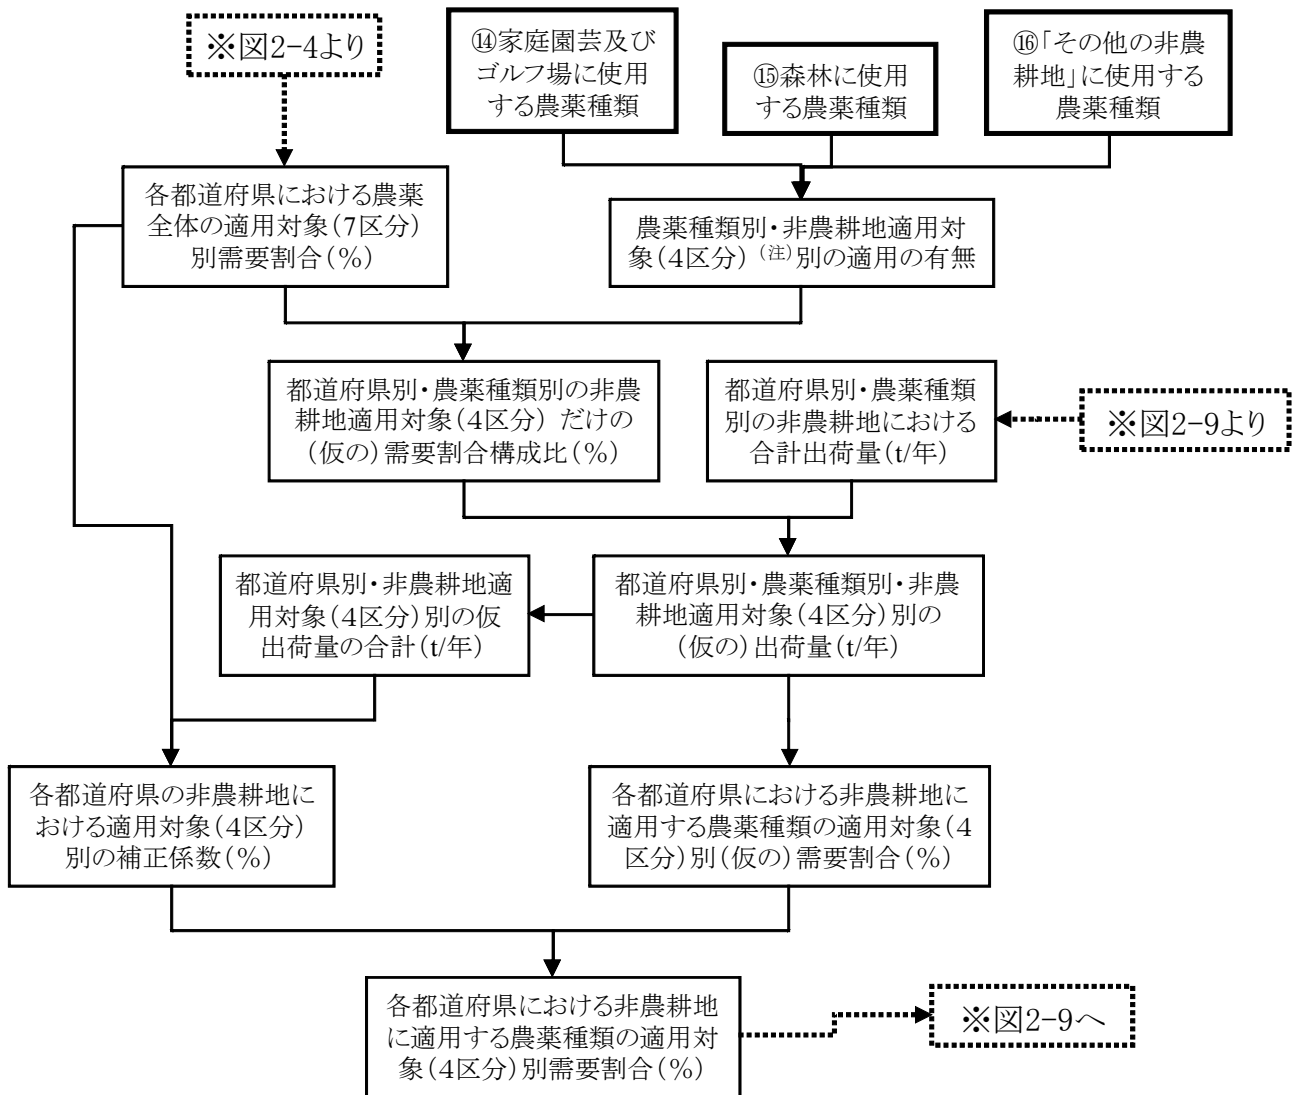 ※図2-4より
⑭家庭園芸及び
ゴルフ場に使用
する農薬種類
⑮森林に使用
する農薬種類
⑯「その他の非農
耕地」に使用する
農薬種類
各都道府県における農薬
全体の適用対象(7区分)
別需要割合(%)
農薬種類別・非農耕地適用対
象(4区分)(注)別の適用の有無
都道府県別・農薬種類別の非農
耕地適用対象(4区分)だけの
(仮の)需要割合構成比(%)
都道府県別・農薬種類
別の非農耕地における
合計出荷量(t/年)
※図2-9より
都道府県別・非農耕地適
用対象(4区分)別の仮
出荷量の合計(t/年)
都道府県別・農薬種類別・非農
耕地適用対象(4区分)別の
(仮の)出荷量(t/年)
各都道府県の非農耕地に
おける適用対象(4区分)
別の補正係数(%)
各都道府県における非農耕地に
適用する農薬種類の適用対象(4
区分)別(仮の)需要割合(%)
各都道府県における非農耕地
に適用する農薬種類の適用対
象(4区分)別需要割合(%)
※図2-9へ